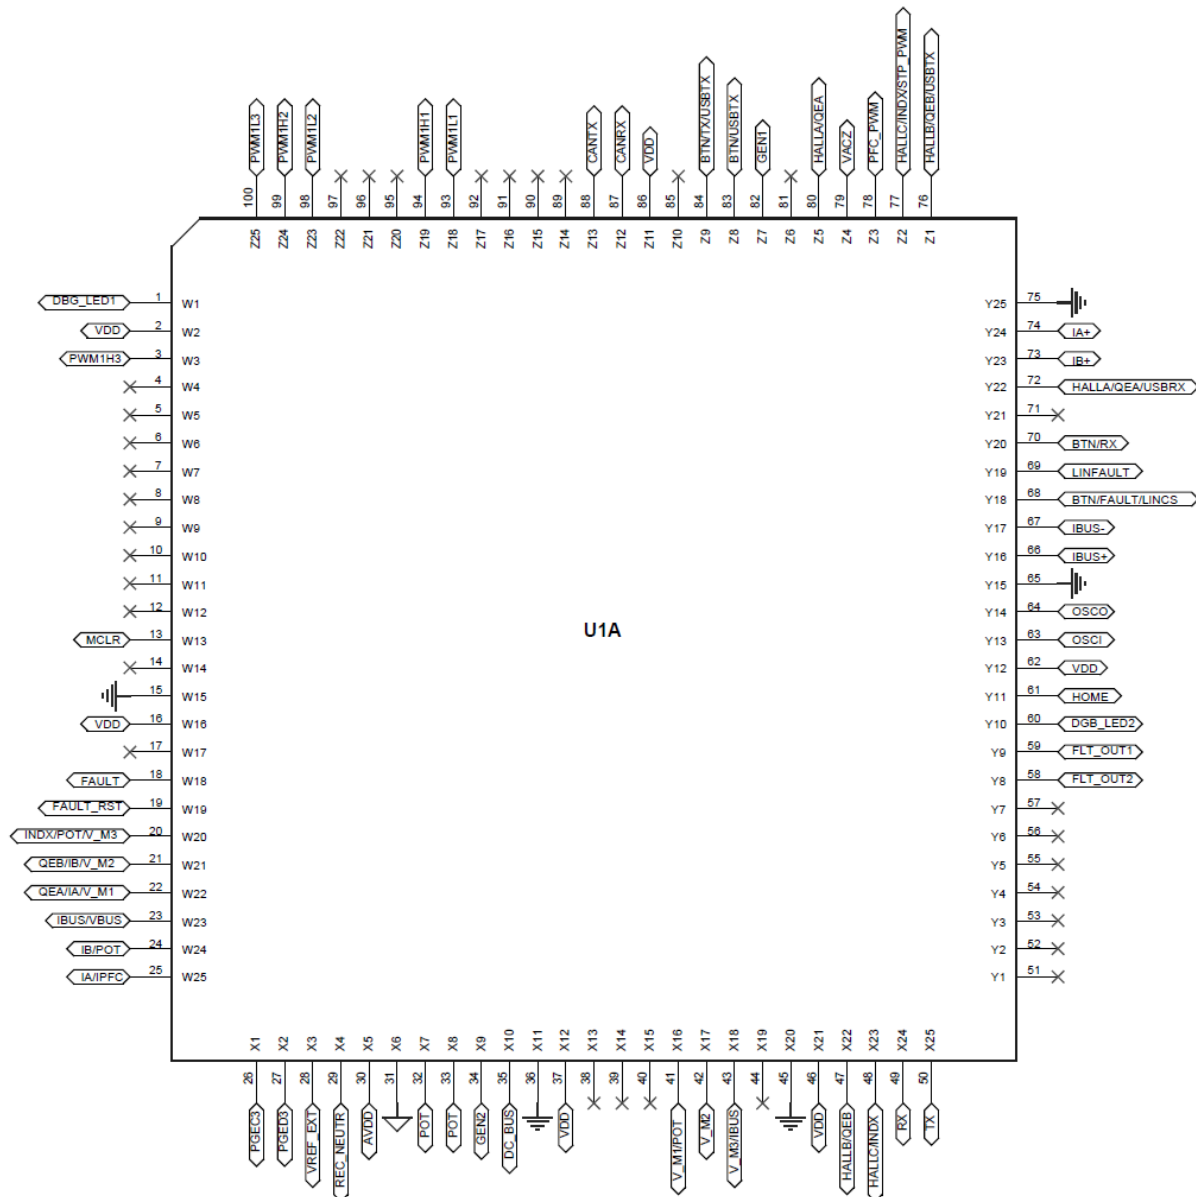 PWM1L3
PWM1H2
PWM1L2
PWM1H1
PWM1L1
CANTX
CANRX
VDD
BTN/TX/USBTX
BTN/USBTX
GEN1
HALLA/QEA
VACZ
PFC_PWM
HALLC/INDX/STP_PWM
HALLB/QEB/USBTX
100 99 98 97 96 95 94 93 92 91 90 89 88 87 86 85 84 83 82 81 80 79 78 77 76
Z25 Z24 Z23 Z22 Z21 Z20 Z19 Z18 Z17 Z16 Z15 Z14 Z13 Z12 Z11 Z10 Z9 Z8 Z7 Z6 Z5 Z4 Z3 Z2 Z1
DBG_LED1 1 W1
VDD 2 W2
PWM1H3 3 W3
4 W4
5 W5
6 W6
7 W7
8 W8
9 W9
10 W10
11 W11
12 W12
MCLR 13 W13
14 W14
15 W15
VDD 16 W16
17 W17
FAULT 18 W18
FAULT_RST 19 W19
INDX/POT/V_M3 20 W20
QEB/IB/V_M2 21 W21
QEA/IA/V_M1 22 W22
IBUS/VBUS 23 W23
IB/POT 24 W24
IA/IPFC 25 W25
U1A
Y25 75
Y24 74 IA+
Y23 73 IB+
Y22 72 HALLA/QEA/USBRX
Y21 71
Y20 70 BTN/RX
Y19 69 LINFAULT
Y18 68 BTN/FAULT/LINCS
Y17 67 IBUS-
Y16 66 IBUS+
Y15 65
Y14 64 OSCO
Y13 63 OSCI
Y12 62 VDD
Y11 61 HOME
Y10 60 DGB_LED2
Y9 59 FLT_OUT1
Y8 58 FLT_OUT2
Y7 57
Y6 56
Y5 55
Y4 54
Y3 53
Y2 52
Y1 51
X1 X2 X3 X4 X5 X6 X7 X8 X9 X10 X11 X12 X13 X14 X15 X16 X17 X18 X19 X20 X21 X22 X23 X24 X25
26 27 28 29 30 31 32 33 34 35 36 37 38 39 40 41 42 43 44 45 46 47 48 49 50
PGEC3
PGED3
VREF_EXT
REC_NEUTR
AVDD
POT
POT
GEN2
DC_BUS
VDD
V_M1/POT
V_M2
V_M3/IBUS
VDD
HALLB/QEB
HALLC/INDX
RX
TX